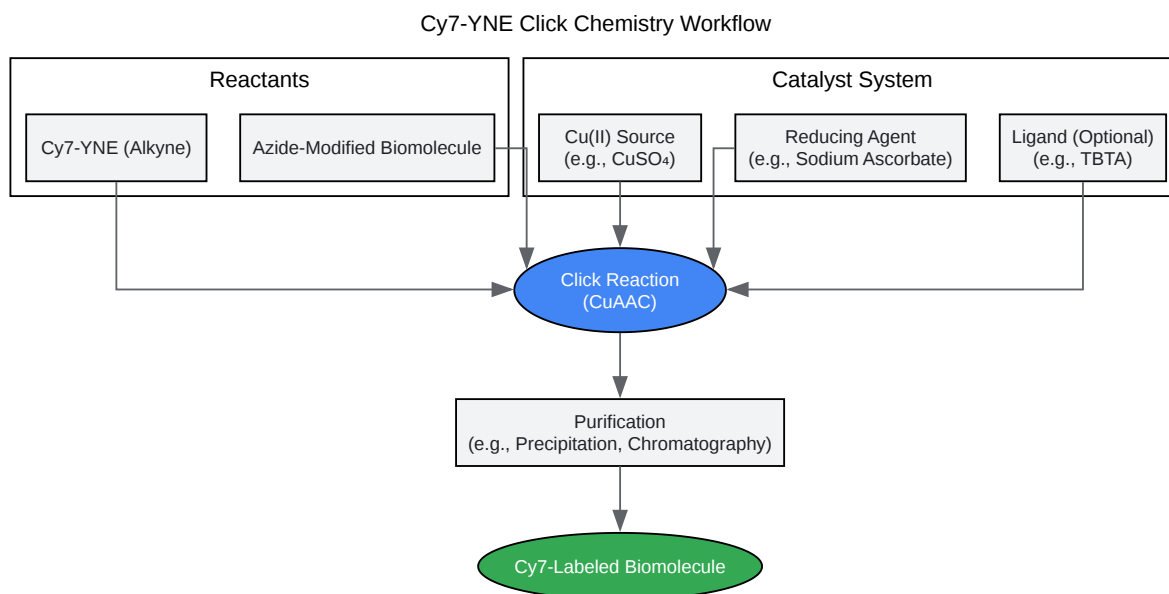 Cy7-YNE Click Chemistry Workflow
Reactants
Catalyst System
Cy7-YNE (Alkyne)
Azide-Modified Biomolecule
Cu(II) Source
(e.g., CuSO₄)
Reducing Agent
(e.g., Sodium Ascorbate)
Ligand (Optional)
(e.g., TBTA)
Click Reaction
(CuAAC)
Purification
(e.g., Precipitation, Chromatography)
Cy7-Labeled Biomolecule